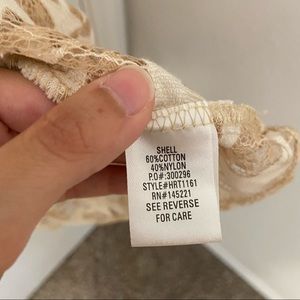 SHELL
60%COTTON
40%NYLON
P.O#:300296
STYLE#HRT1161
RN#145221
SEE REVERSE
FOR CARE